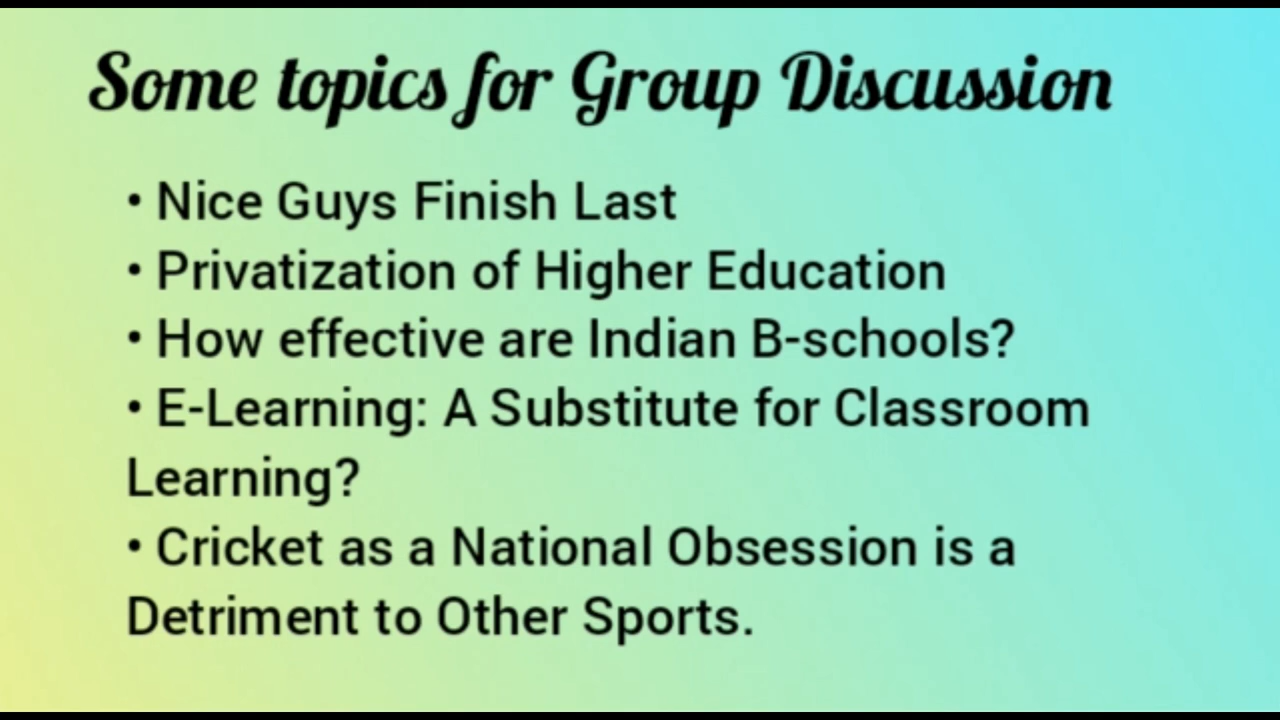 Some topics for Group Discussion
• Nice Guys Finish Last
• Privatization of Higher Education
• How effective are Indian B-schools?
• E-Learning: A Substitute for Classroom
Learning?
• Cricket as a National Obsession is a
Detriment to Other Sports.